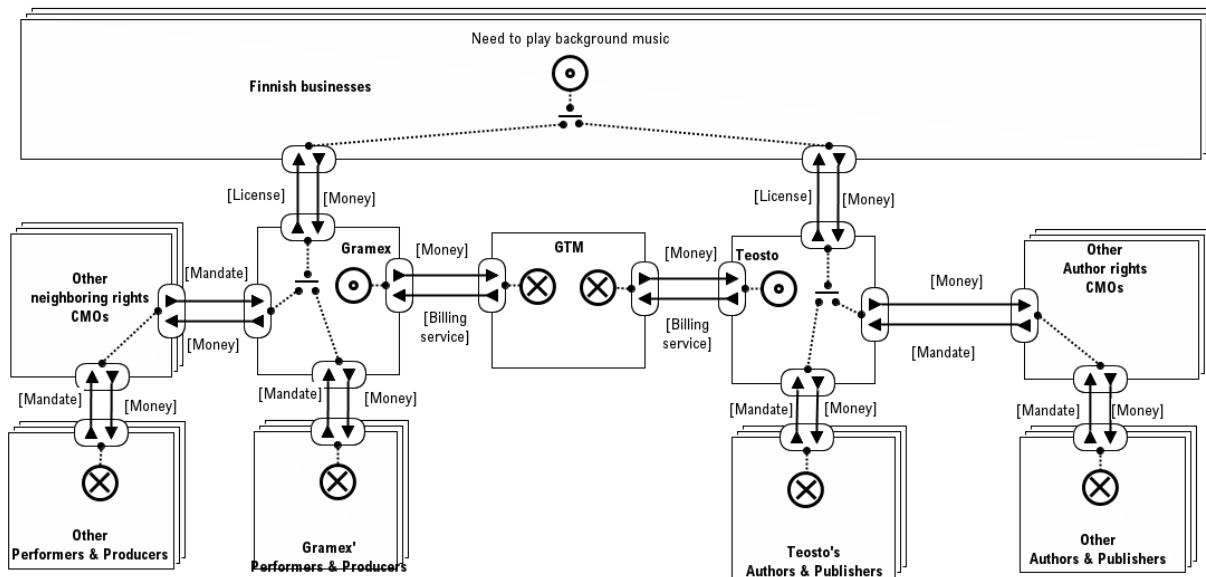 Need to play background music
Finnish businesses
[License]
[Money]
[License]
[Money]
Other
neighboring rights
CMOs
[Mandate]
[Money]
Gramex
[Money]
[Billing
service]
GTM
[Money]
[Billing
service]
Teosto
[Money]
[Mandate]
Other
Author rights
CMOs
[Mandate]
[Money]
[Mandate]
[Money]
[Mandate]
[Money]
[Mandate]
[Money]
Other
Performers & Producers
Gramex'
Performers & Producers
Teosto's
Authors & Publishers
Other
Authors & Publishers